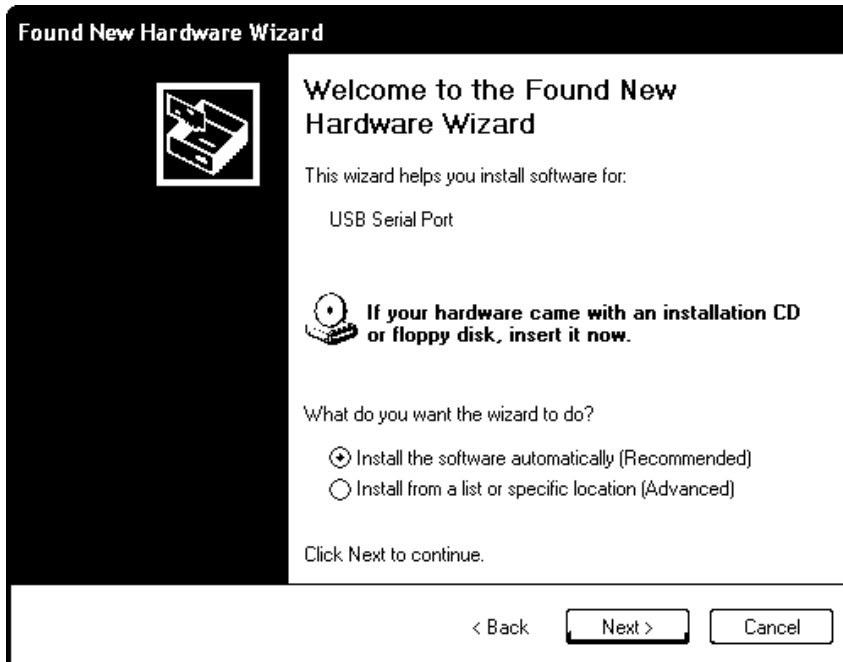 Found New Hardware Wizard
Welcome to the Found New
Hardware Wizard
This wizard helps you install software for:
USB Serial Port
If your hardware came with an installation CD
or floppy disk, insert it now.
What do you want the wizard to do?
Install the software automatically (Recommended)
Install from a list or specific location (Advanced)
Click Next to continue.
< Back Next > Cancel